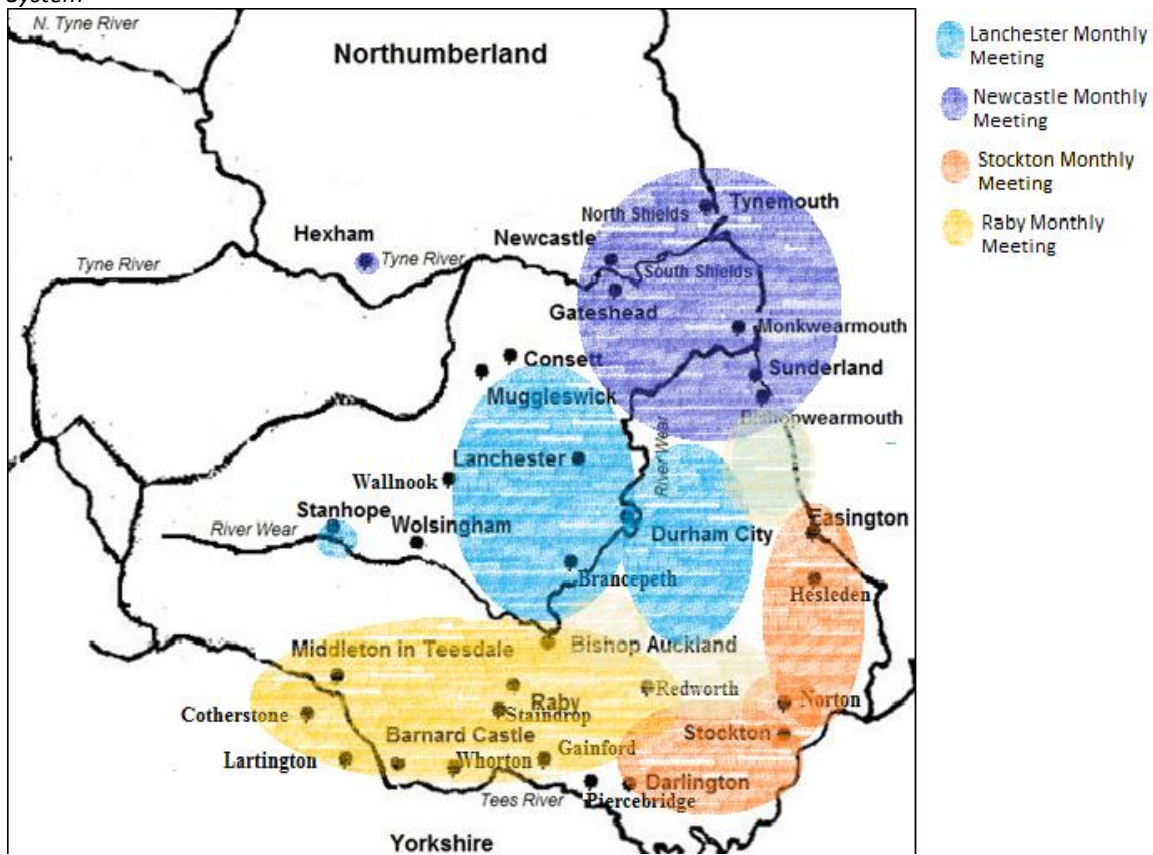 System
N. Tyne River
Northumberland
Lanchester Monthly
Meeting
Newcastle Monthly
Meeting
Stockton Monthly
Meeting
Raby Monthly
Meeting
Tynemouth
North Shields
Hexham
Newcastle
Tyne River
Tyne River
South Shields
Gateshead
Monkwearmouth
Consett
Sunderland
Muggleswick
Bishopwearmouth
River Wear
Lanchester
Wallnook
Stanhope
Easington
River Wear
Wolsingham
Durham City
Brancepeth
Hesleden
Bishop Auckland
Middleton in Teesdale
Redworth
Raby
Norton
Cotherstone
Staindrop
Stockton
Barnard Castle
Gainford
Lartington
Whorton
Darlington
Tees River
Piercebridge
Yorkshire